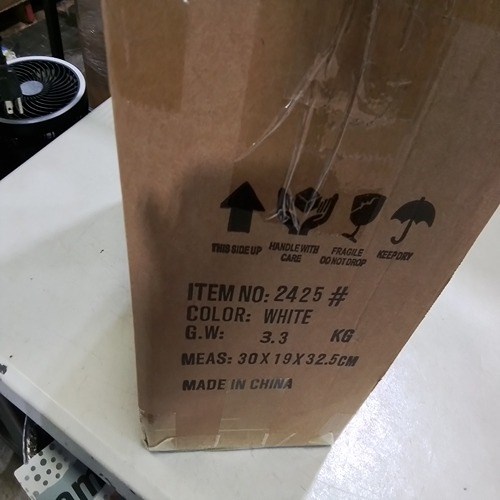 THIS SIDE UP
HANDLE WITH CARE
FRAGILE DO NOT DROP
KEEP DRY
ITEM NO: 2425 #
COLOR: WHITE
G.W: 3.3 KG
MEAS: 30X19X32.5CM
MADE IN CHINA